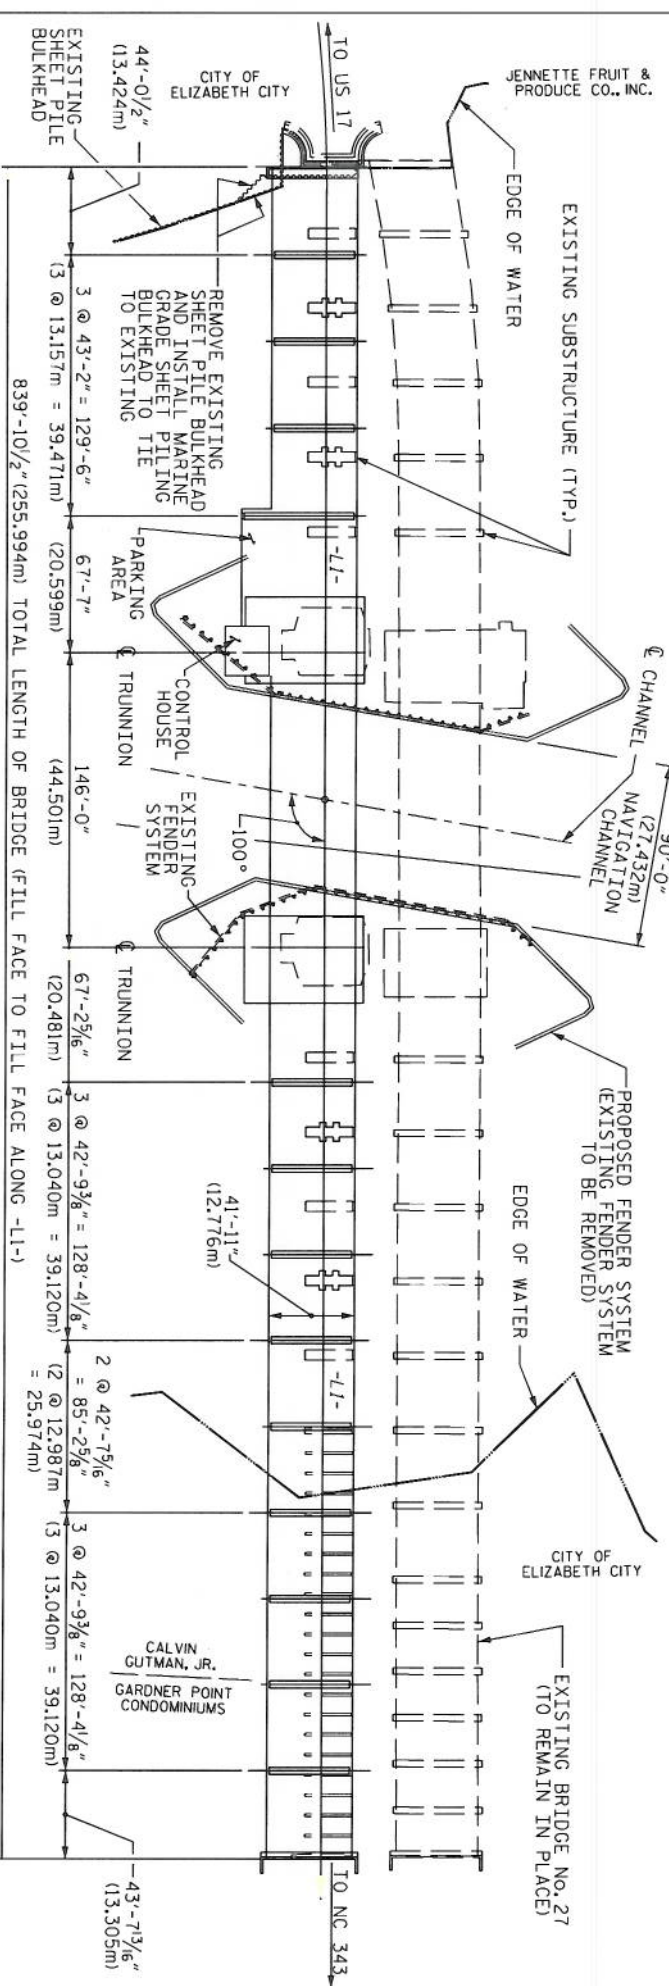 JENNETTE FRUIT &
PRODUCE CO., INC.
CITY OF
ELIZABETH CITY
TO US 17
44'-0½"
(13.424m)
EXISTING
SHEET PILE
BULKHEAD
EDGE OF WATER
EXISTING SUBSTRUCTURE (TYP.)
REMOVE EXISTING
SHEET PILE BULKHEAD
AND INSTALL MARINE
GRADE SHEET PILING
BULKHEAD TO TIE
TO EXISTING
3 @ 43'-2" = 129'-6"
(3 @ 13.157m = 39.471m)
-L1-
PARKING
AREA
67'-7"
(20.599m)
℄ CHANNEL
CONTROL
HOUSE
℄ TRUNNION
90'-0"
(27.432m)
NAVIGATION
CHANNEL
146'-0"
(44.501m)
100°
EXISTING
FENDER
SYSTEM
℄ TRUNNION
67'-2⁵⁄₁₆"
(20.481m)
PROPOSED FENDER SYSTEM
(EXISTING FENDER SYSTEM
TO BE REMOVED)
3 @ 42'-9³⁄₈" = 128'-4¹⁄₈"
(3 @ 13.040m = 39.120m)
41'-11"
(12.776m)
EDGE OF WATER
-L1-
2 @ 42'-7⁵⁄₁₆"
= 85'-2⁵⁄₈"
(2 @ 12.987m
= 25.974m)
CITY OF
ELIZABETH CITY
3 @ 42'-9³⁄₈" = 128'-4¹⁄₈"
(3 @ 13.040m = 39.120m)
CALVIN
GUTMAN, JR.
GARDNER POINT
CONDOMINIUMS
EXISTING BRIDGE No. 27
(TO REMAIN IN PLACE)
43'-7¹³⁄₁₆"
(13.305m)
TO NC 343
839'-10½" (255.994m) TOTAL LENGTH OF BRIDGE (FILL FACE TO FILL FACE ALONG -L1-)